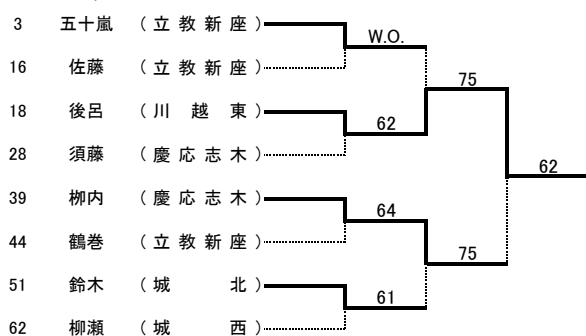 3 五十嵐 (立教新座)
W.O.
16 佐藤 (立教新座)
75
18 後呂 (川越東)
62
28 須藤 (慶応志木)
62
39 栁内 (慶応志木)
64
44 鶴巻 (立教新座)
75
51 鈴木 (城北)
61
62 柳瀬 (城西)